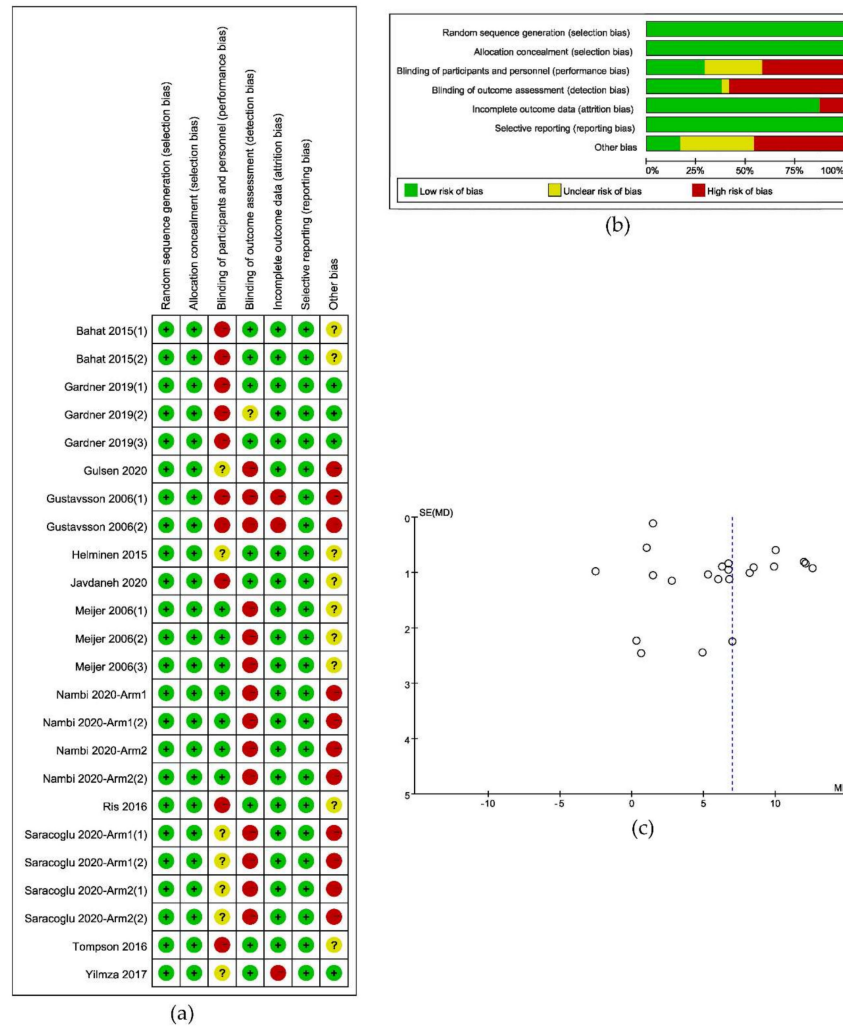 Random sequence generation (selection bias)
Allocation concealment (selection bias)
Blinding of participants and personnel (performance bias)
Blinding of outcome assessment (detection bias)
Incomplete outcome data (attrition bias)
Selective reporting (reporting bias)
Other bias
Bahat 2015(1) + + + + + ?
Bahat 2015(2) + + + + + ?
Gardner 2019(1) + + + + + +
Gardner 2019(2) + + ? + + +
Gardner 2019(3) + + + + + +
Gulsen 2020 + + ? + +
Gustavsson 2006(1) + + +
Gustavsson 2006(2) + + +
Helminen 2015 + + ? + + + ?
Javdaneh 2020 + + + + + ?
Meijer 2006(1) + + + + + ?
Meijer 2006(2) + + + + + ?
Meijer 2006(3) + + + + + ?
Nambi 2020-Arm1 + + + + +
Nambi 2020-Arm1(2) + + + + +
Nambi 2020-Arm2 + + + + +
Nambi 2020-Arm2(2) + + + + +
Ris 2016 + + + + + ?
Saracoglu 2020-Arm1(1) + + ? + +
Saracoglu 2020-Arm1(2) + + ? + +
Saracoglu 2020-Arm2(1) + + ? + +
Saracoglu 2020-Arm2(2) + + ? + +
Tompson 2016 + + + + + ?
Yilmza 2017 + + ? + + +
(a)
Random sequence generation (selection bias)
Allocation concealment (selection bias)
Blinding of participants and personnel (performance bias)
Blinding of outcome assessment (detection bias)
Incomplete outcome data (attrition bias)
Selective reporting (reporting bias)
Other bias
0% 25% 50% 75% 100%
Low risk of bias Unclear risk of bias High risk of bias
(b)
SE(MD)
0
1
2
3
4
5
-10 -5 0 5 10
(c)